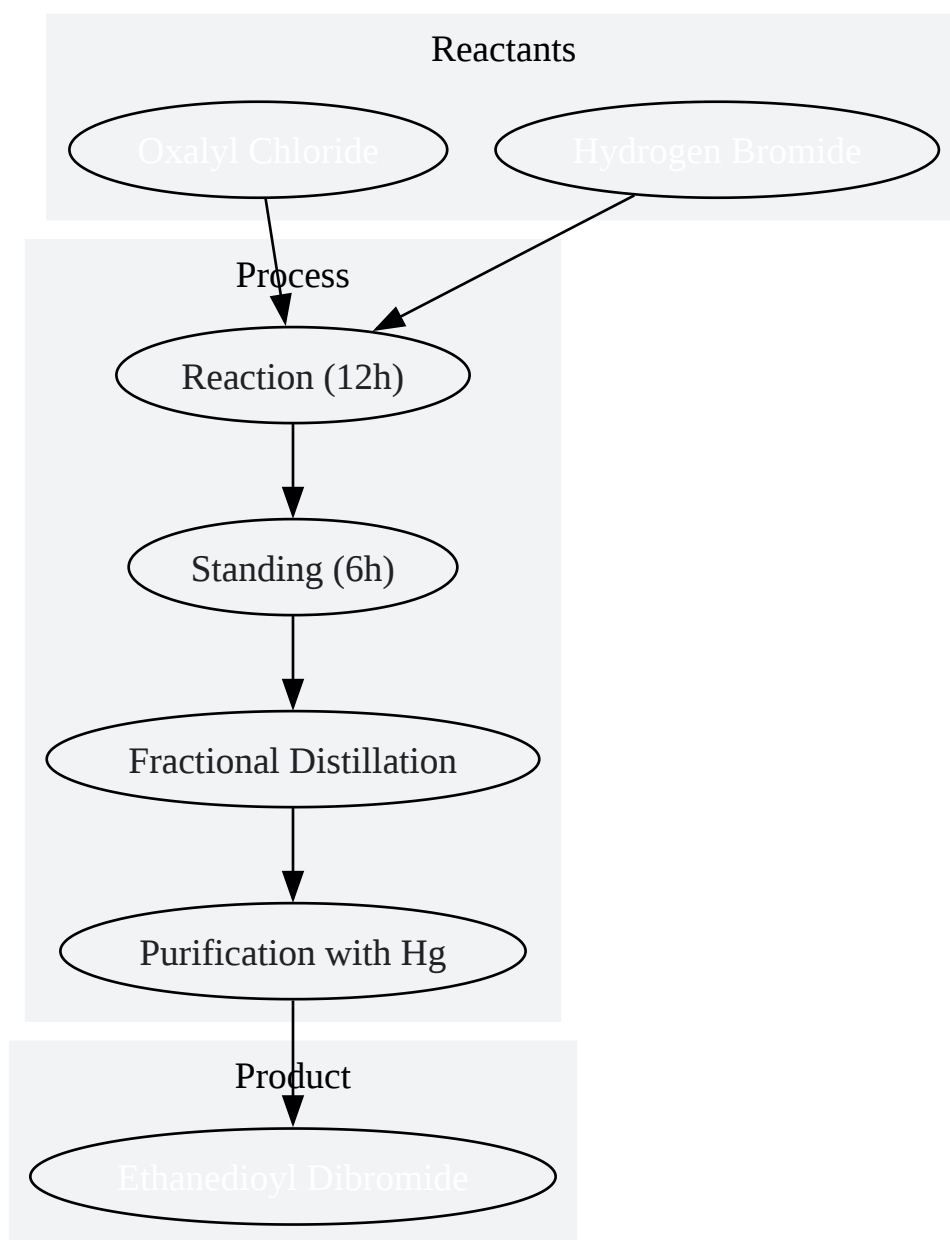 Reactants
Oxalyl Chloride
Hydrogen Bromide
Process
Reaction (12h)
Standing (6h)
Fractional Distillation
Purification with Hg
Product
Ethanedioyl Dibromide